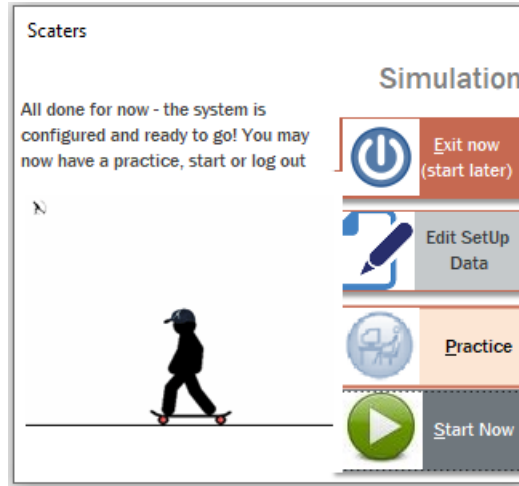 Scaters
Simulation
All done for now - the system is
configured and ready to go! You may
now have a practice, start or log out
Exit now
(start later)
Edit SetUp
Data
Practice
Start Now